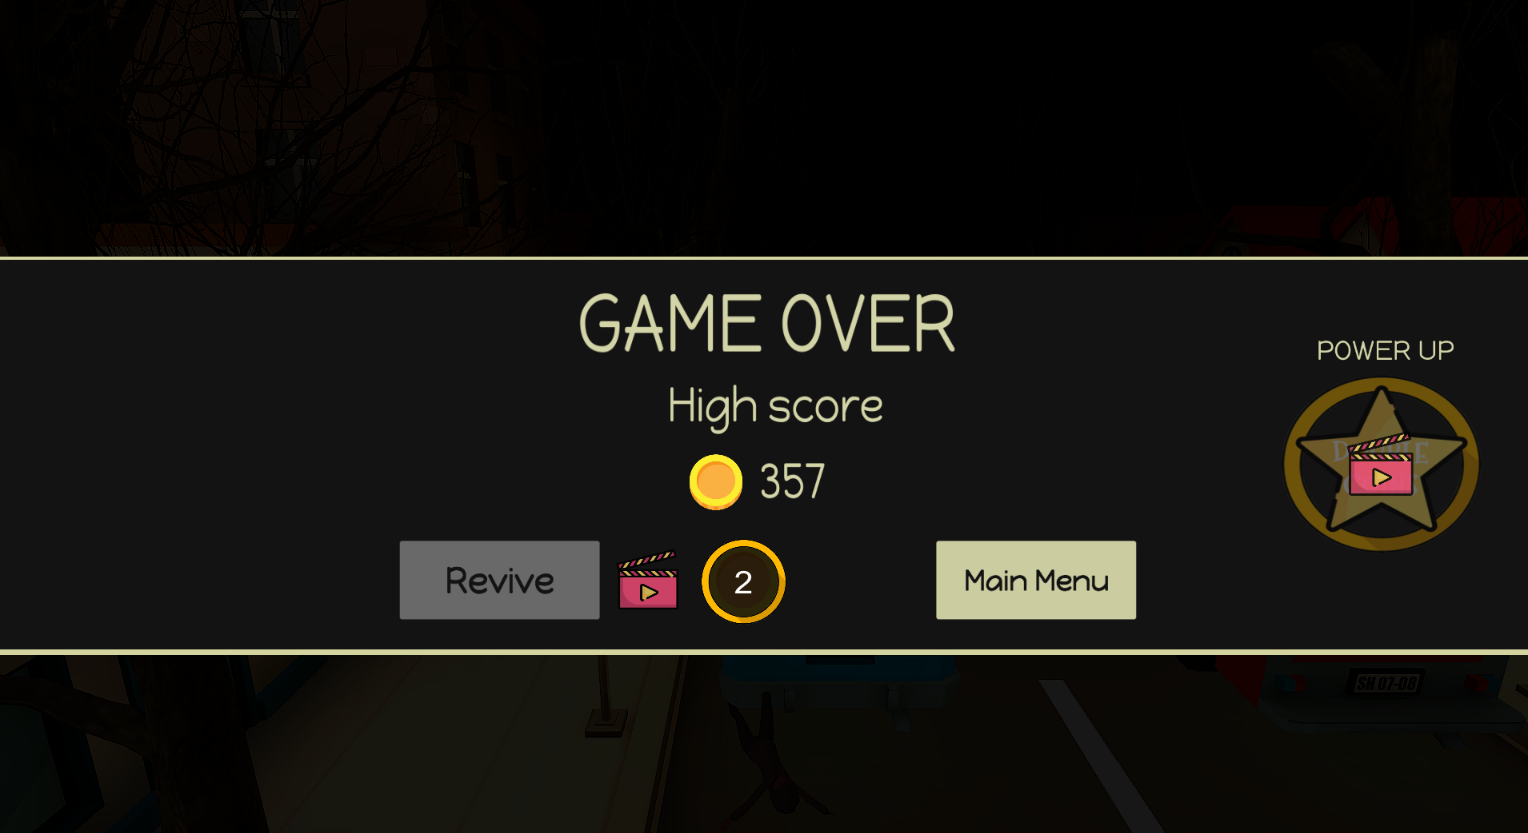 GAME OVER
High score
357
POWER UP
Revive
2
Main Menu
SH 07-08